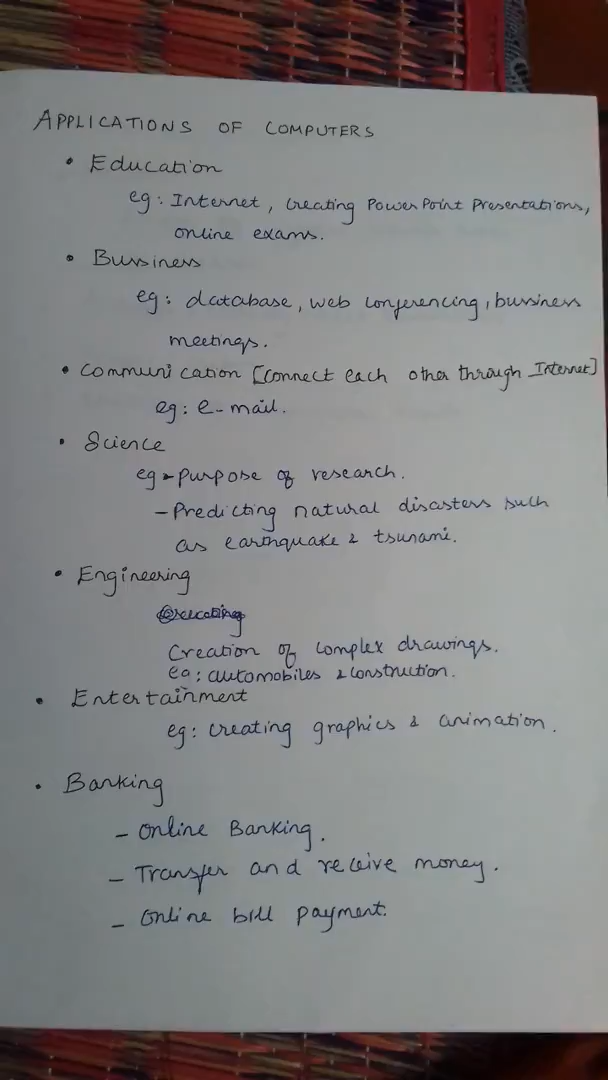 APPLICATIONS OF COMPUTERS
• Education
eg: Internet, creating PowerPoint Presentations,
online exams.
• Bussiness
eg: database, web conferencing, bussiness
meetings.
• Communication [connect each other through Internet]
eg: e-mail.
• Science
eg - purpose of research.
- Predicting natural disasters such
as earthquake & tsunami.
• Engineering
Creation of complex drawings.
eg: automobiles & construction.
• Entertainment
eg: creating graphics & animation.
• Banking
- Online Banking.
- Transfer and receive money.
- Online bill payment.